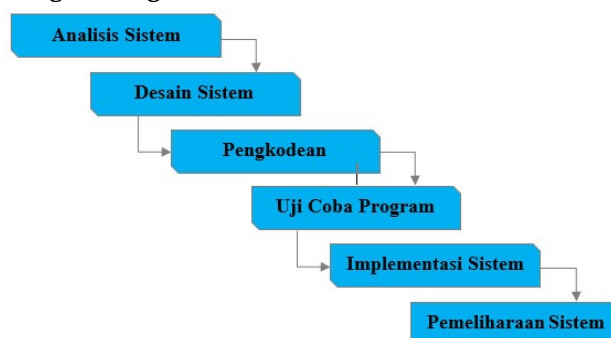 Analisis Sistem
Desain Sistem
Pengkodean
Uji Coba Program
Implementasi Sistem
Pemeliharaan Sistem